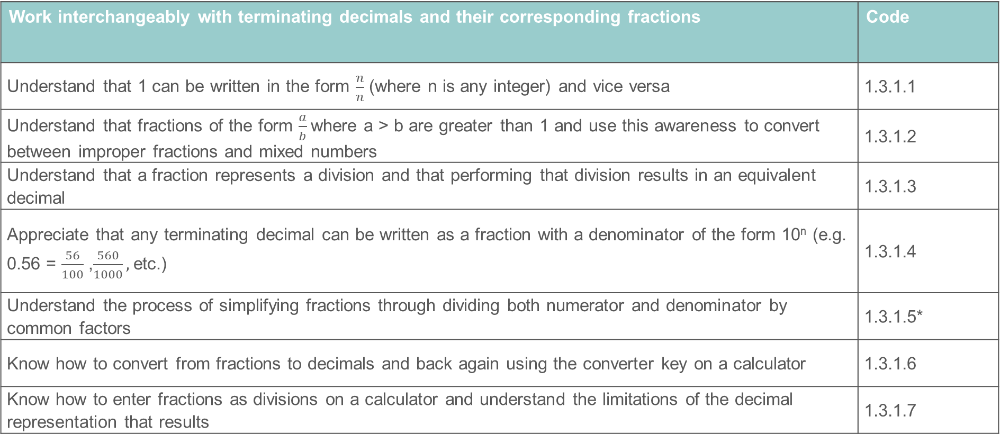 Work interchangeably with terminating decimals and their corresponding fractions Code
Understand that 1 can be written in the form n/n (where n is any integer) and vice versa 1.3.1.1
Understand that fractions of the form a/b where a > b are greater than 1 and use this awareness to convert
between improper fractions and mixed numbers 1.3.1.2
Understand that a fraction represents a division and that performing that division results in an equivalent
decimal 1.3.1.3
Appreciate that any terminating decimal can be written as a fraction with a denominator of the form 10ⁿ (e.g.
0.56 = 56/100 , 560/1000 , etc.) 1.3.1.4
Understand the process of simplifying fractions through dividing both numerator and denominator by
common factors 1.3.1.5*
Know how to convert from fractions to decimals and back again using the converter key on a calculator 1.3.1.6
Know how to enter fractions as divisions on a calculator and understand the limitations of the decimal
representation that results 1.3.1.7